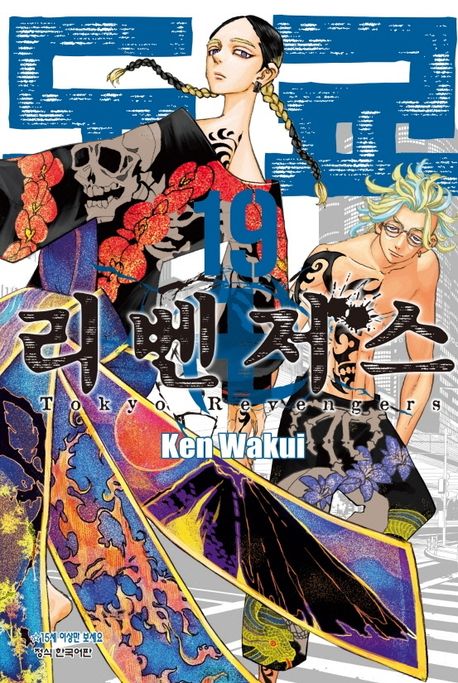 도쿄
19
리벤저스
Tokyo Revengers
Ken Wakui
☆15세 이상만 보세요
정식 한국어판